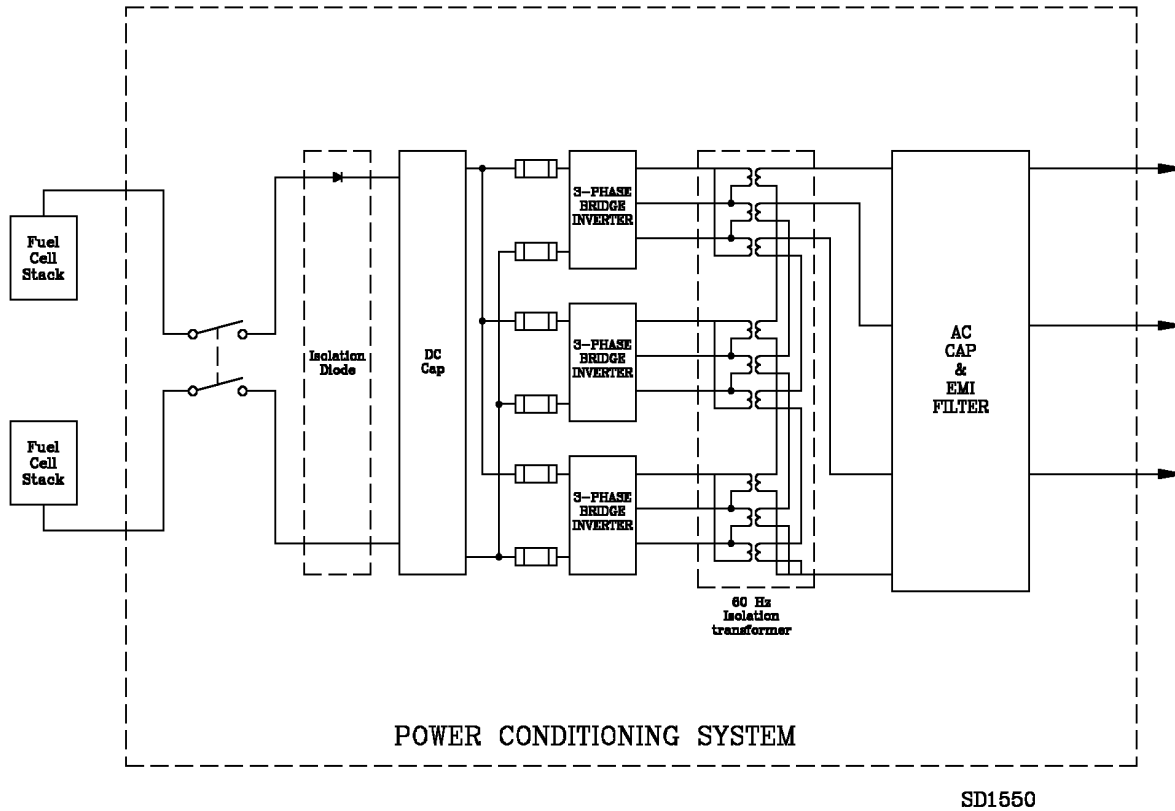 Fuel
Cell
Stack
Fuel
Cell
Stack
Isolation
Diode
DC
Cap
3-PHASE
BRIDGE
INVERTER
3-PHASE
BRIDGE
INVERTER
3-PHASE
BRIDGE
INVERTER
60 Hz
Isolation
transformer
AC
CAP
&
EMI
FILTER
POWER CONDITIONING SYSTEM
SD1550